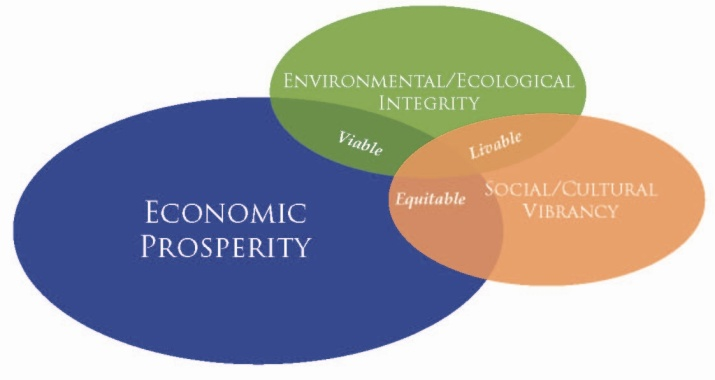 ENVIRONMENTAL/ECOLOGICAL
INTEGRITY
Viable
Livable
Equitable
SOCIAL/CULTURAL
VIBRANCY
ECONOMIC
PROSPERITY